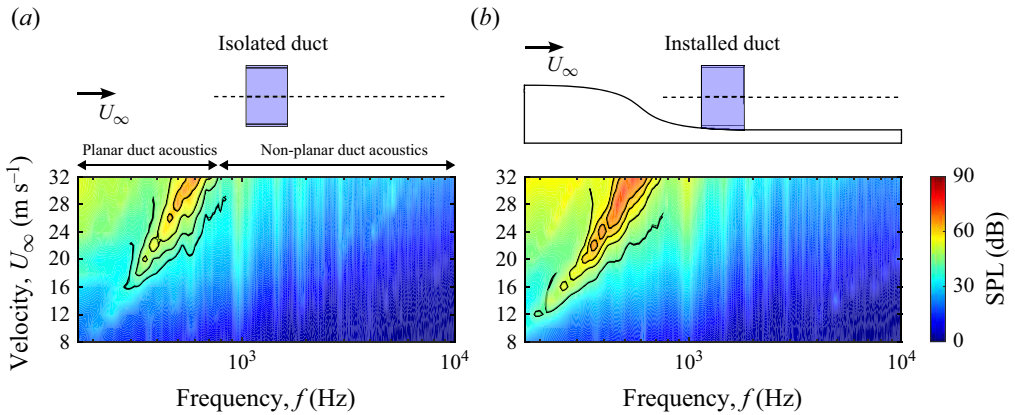 (a)
Isolated duct
U∞
Planar duct acoustics
Non-planar duct acoustics
Velocity, U∞ (m s⁻¹)
32
28
24
20
16
12
8
10³
10⁴
Frequency, f (Hz)
(b)
Installed duct
U∞
32
28
24
20
16
12
8
10³
10⁴
Frequency, f (Hz)
90
60
30
0
SPL (dB)